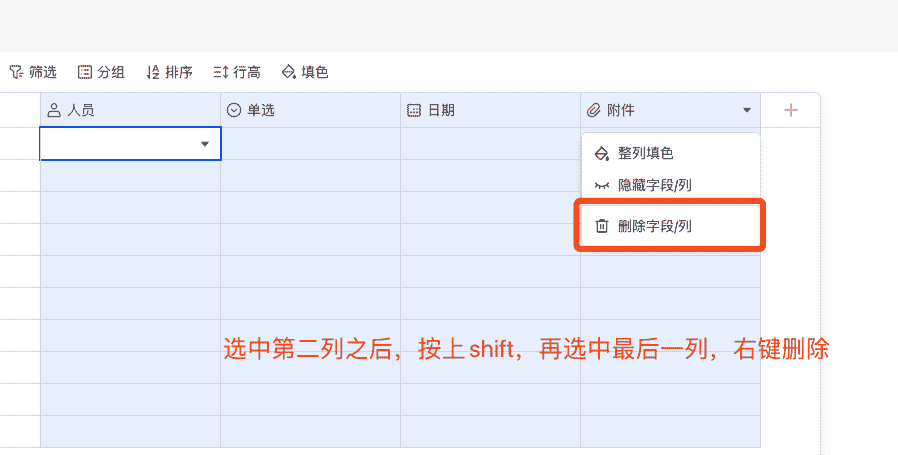 筛选 分组 排序 行高 填色
人员 单选 日期 附件
整列填色
隐藏字段/列
删除字段/列
选中第二列之后，按上 shift，再选中最后一列，右键删除